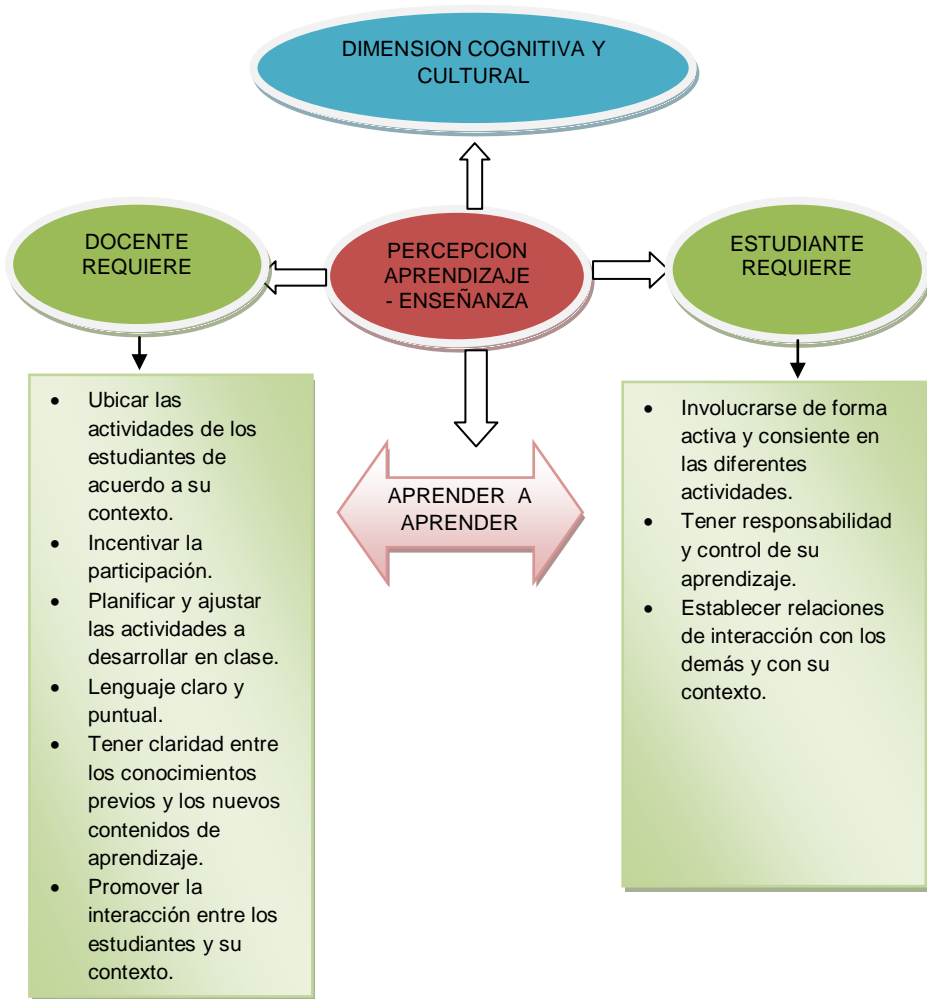 DIMENSION COGNITIVA Y
CULTURAL
DOCENTE
REQUIERE
PERCEPCION
APRENDIZAJE
- ENSEÑANZA
ESTUDIANTE
REQUIERE
• Ubicar las
actividades de los
estudiantes de
acuerdo a su
contexto.
• Incentivar la
participación.
• Planificar y ajustar
las actividades a
desarrollar en clase.
• Lenguaje claro y
puntual.
• Tener claridad entre
los conocimientos
previos y los nuevos
contenidos de
aprendizaje.
• Promover la
interacción entre los
estudiantes y su
contexto.
APRENDER A
APRENDER
• Involucrarse de forma
activa y consiente en
las diferentes
actividades.
• Tener responsabilidad
y control de su
aprendizaje.
• Establecer relaciones
de interacción con los
demás y con su
contexto.